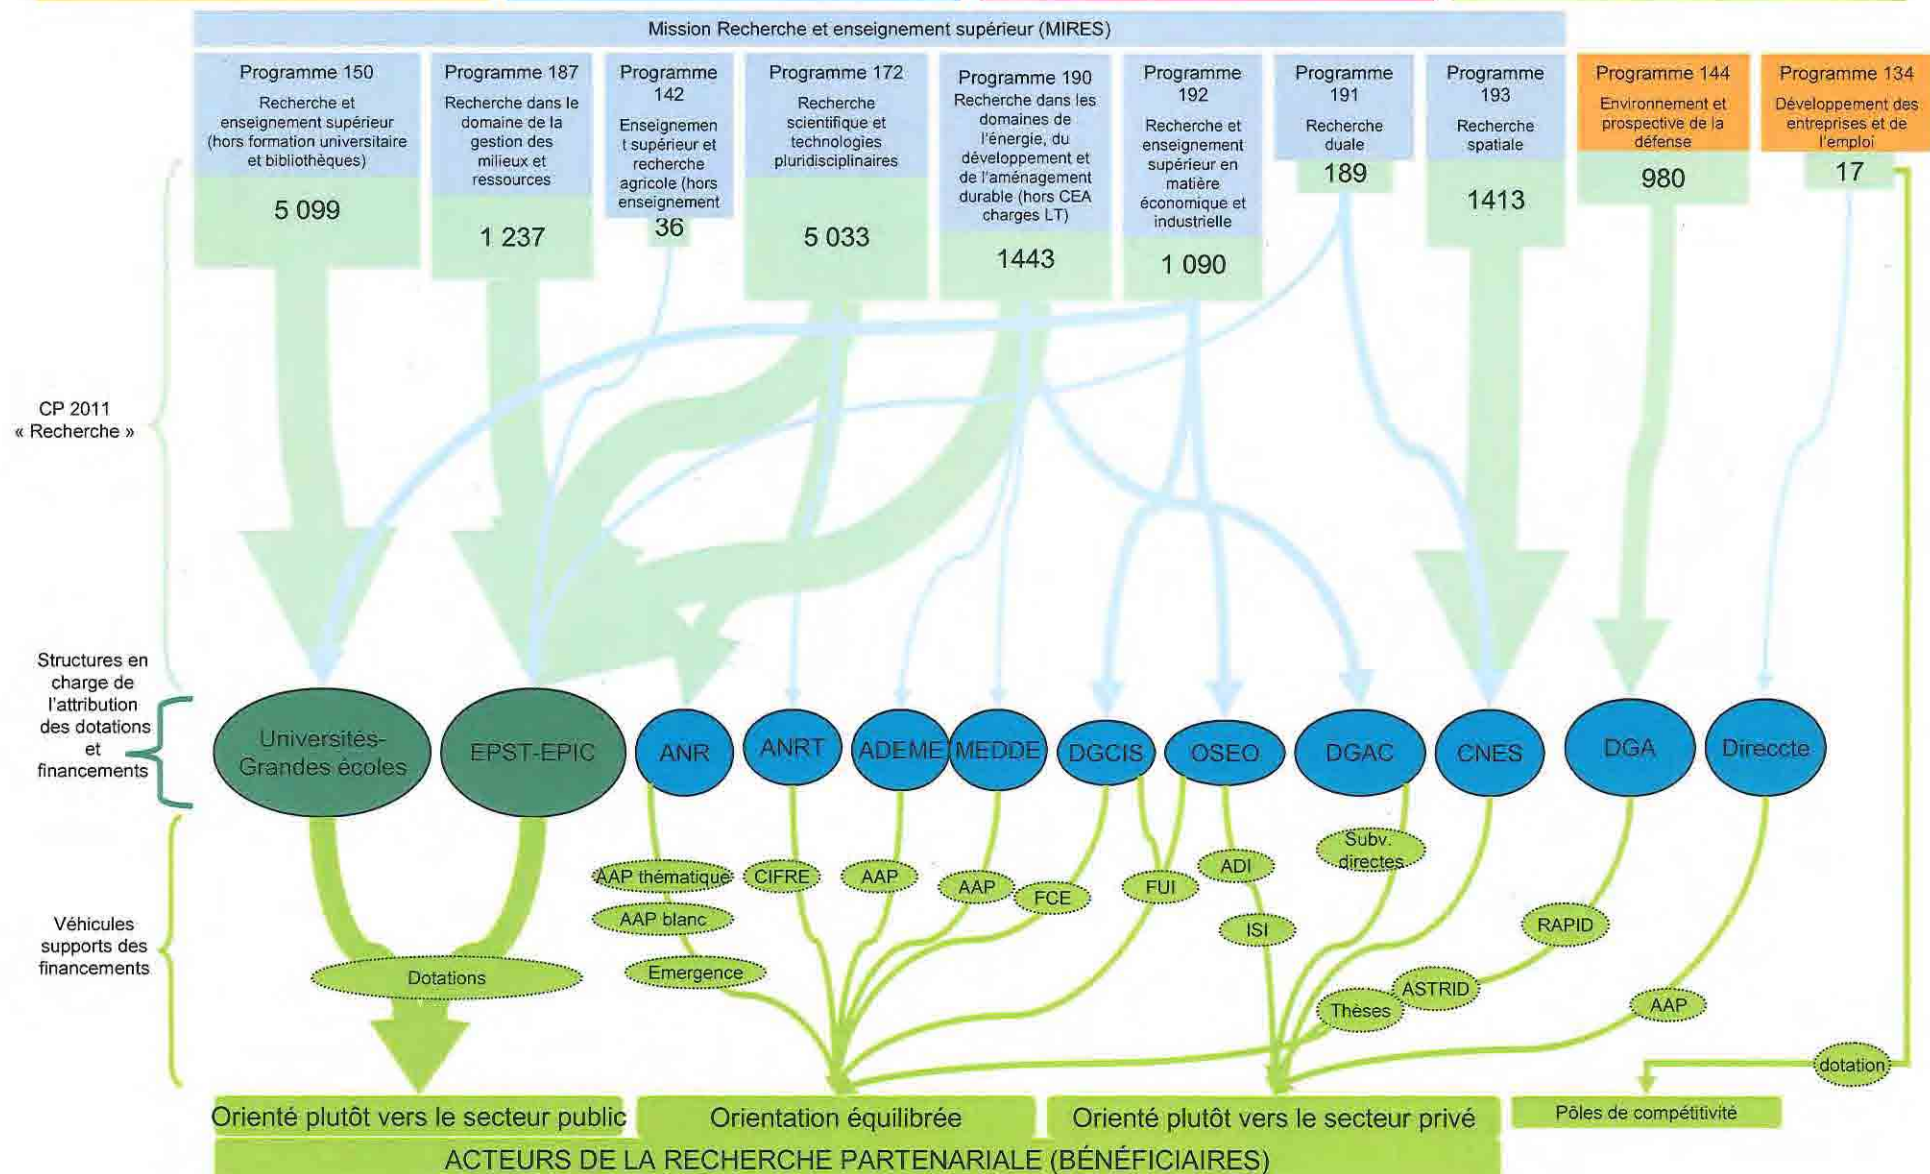 Mission Recherche et enseignement supérieur (MIRES)
Programme 150
Recherche et
enseignement supérieur
(hors formation universitaire
et bibliothèques)
5 099
Programme 187
Recherche dans le
domaine de la
gestion des
milieux et
ressources
1 237
Programme
142
Enseignemen
t supérieur et
recherche
agricole (hors
enseignement
36
Programme 172
Recherche
scientifique et
technologies
pluridisciplinaires
5 033
Programme 190
Recherche dans les
domaines de
l'énergie, du
développement et
de l'aménagement
durable (hors CEA
charges LT)
1443
Programme
192
Recherche et
enseignement
supérieur en
matière
économique et
industrielle
1 090
Programme
191
Recherche
duale
189
Programme
193
Recherche
spatiale
1413
Programme 144
Environnement et
prospective de la
défense
980
Programme 134
Développement des
entreprises et de
l'emploi
17
CP 2011
« Recherche »
Structures en
charge de
l'attribution
des dotations
et
financements
Universités-
Grandes écoles
EPST-EPIC
ANR
ANRT
ADEME
MEDDE
DGCIS
OSEO
DGAC
CNES
DGA
Direccte
Véhicules
supports des
financements
Dotations
AAP thématique
AAP blanc
Emergence
CIFRE
AAP
AAP
FCE
FUI
ADI
ISI
Subv.
directes
Thèses
ASTRID
RAPID
AAP
dotation
Orienté plutôt vers le secteur public
Orientation équilibrée
Orienté plutôt vers le secteur privé
Pôles de compétitivité
ACTEURS DE LA RECHERCHE PARTENARIALE (BÉNÉFICIAIRES)